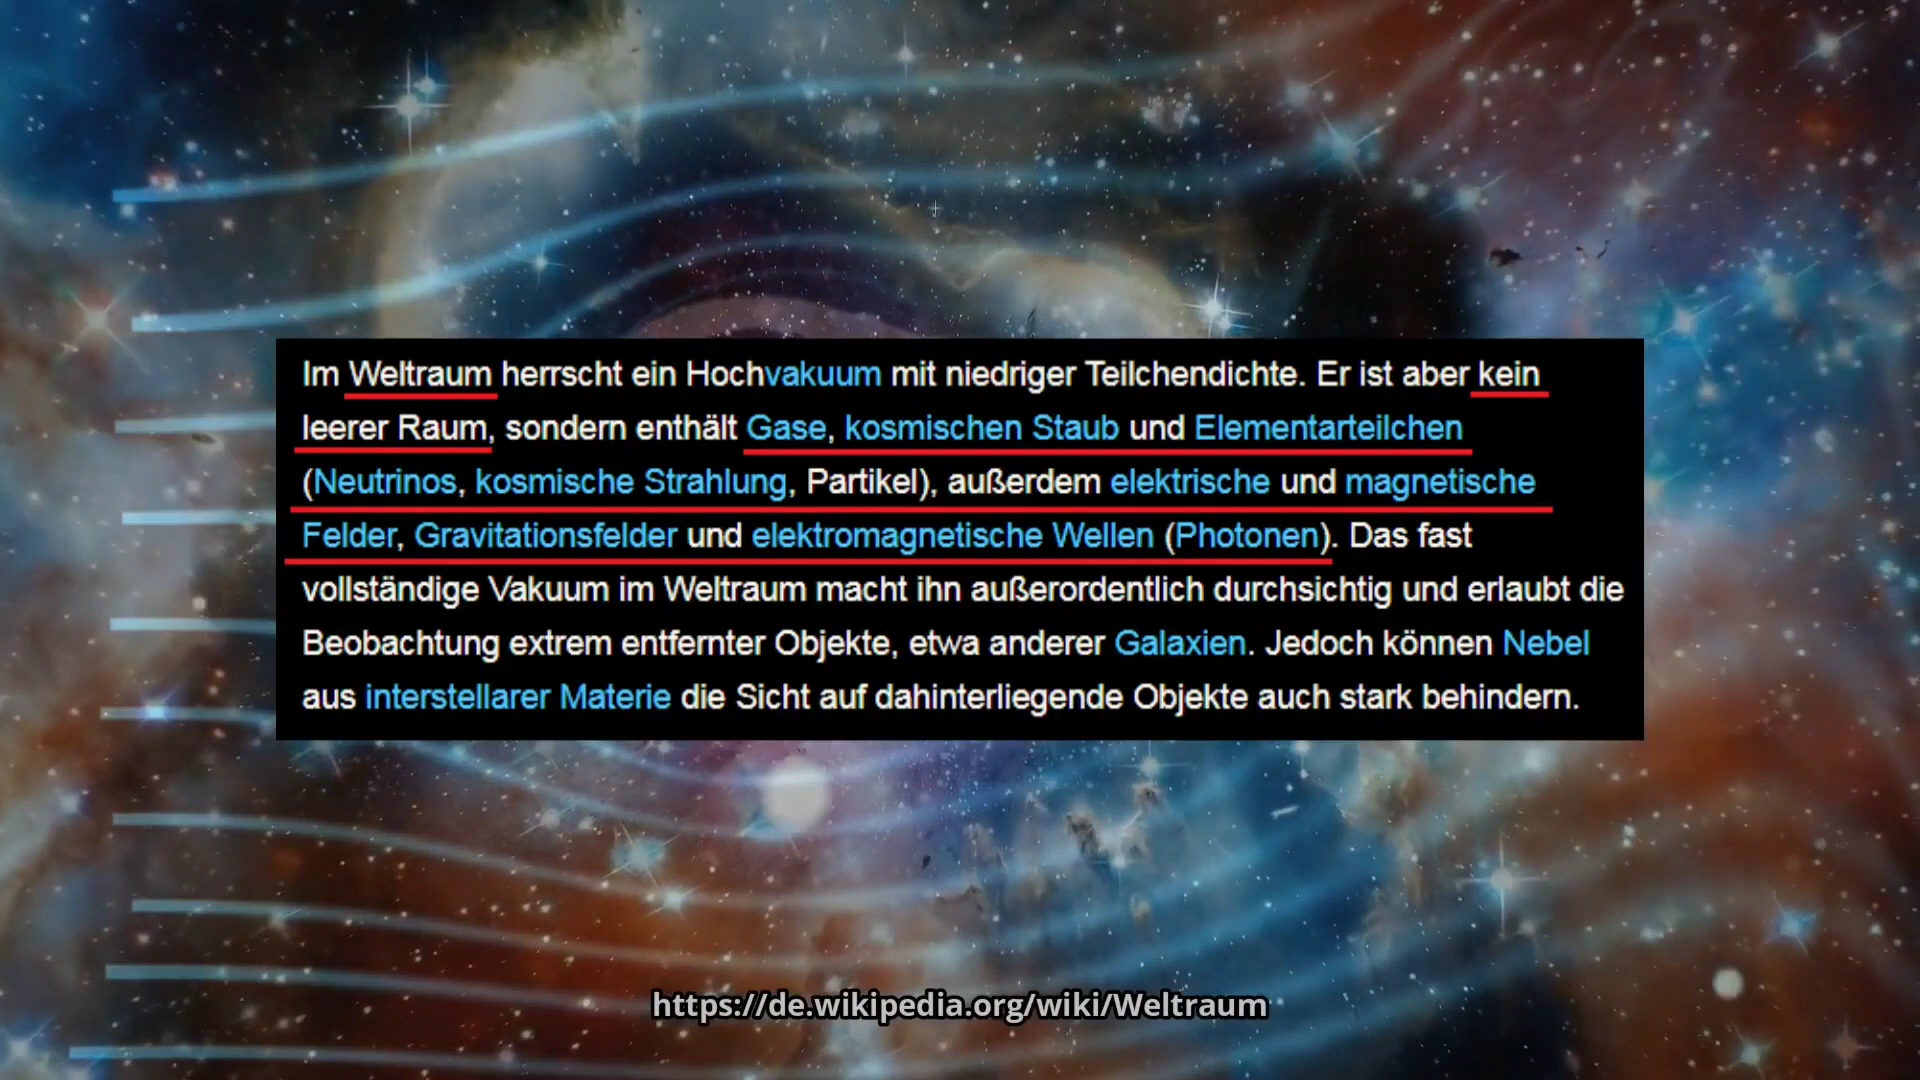 Im Weltraum herrscht ein Hochvakuum mit niedriger Teilchendichte. Er ist aber kein
leerer Raum, sondern enthält Gase, kosmischen Staub und Elementarteilchen
(Neutrinos, kosmische Strahlung, Partikel), außerdem elektrische und magnetische
Felder, Gravitationsfelder und elektromagnetische Wellen (Photonen). Das fast
vollständige Vakuum im Weltraum macht ihn außerordentlich durchsichtig und erlaubt die
Beobachtung extrem entfernter Objekte, etwa anderer Galaxien. Jedoch können Nebel
aus interstellarer Materie die Sicht auf dahinterliegende Objekte auch stark behindern.
https://de.wikipedia.org/wiki/Weltraum